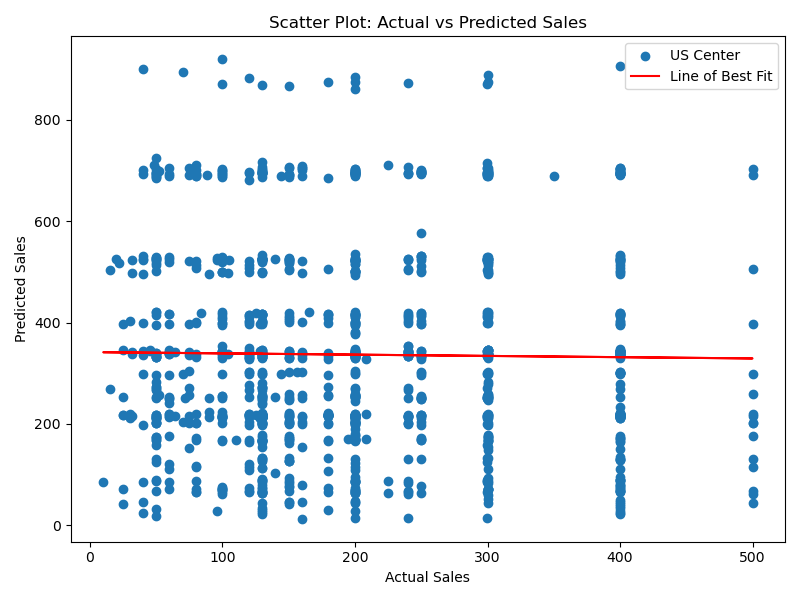 Scatter Plot: Actual vs Predicted Sales
US Center
Line of Best Fit
Predicted Sales
800
600
400
200
0
0 100 200 300 400 500
Actual Sales